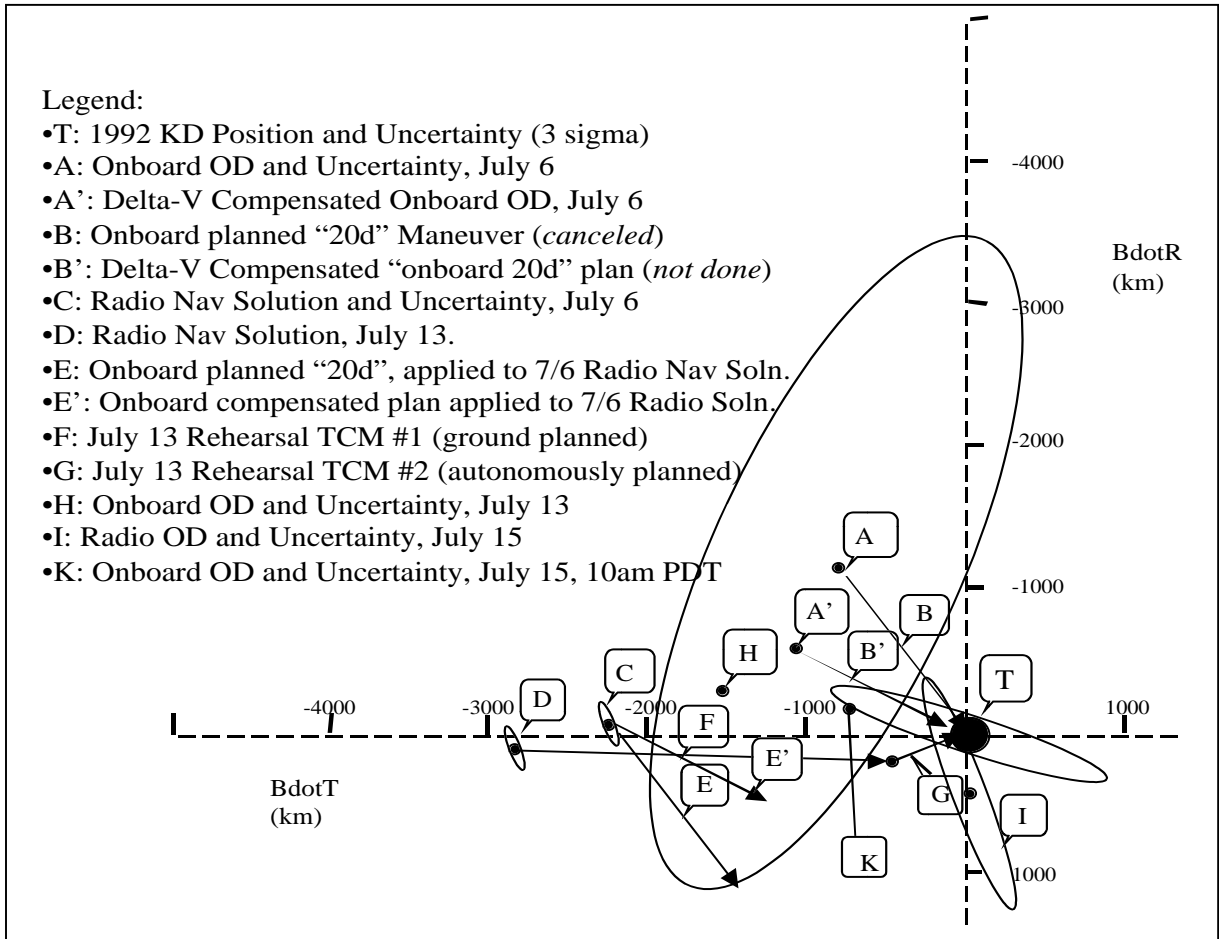 Legend:
•T: 1992 KD Position and Uncertainty (3 sigma)
•A: Onboard OD and Uncertainty, July 6
•A’: Delta-V Compensated Onboard OD, July 6
•B: Onboard planned “20d” Maneuver (canceled)
•B’: Delta-V Compensated “onboard 20d” plan (not done)
•C: Radio Nav Solution and Uncertainty, July 6
•D: Radio Nav Solution, July 13.
•E: Onboard planned “20d”, applied to 7/6 Radio Nav Soln.
•E’: Onboard compensated plan applied to 7/6 Radio Soln.
•F: July 13 Rehearsal TCM #1 (ground planned)
•G: July 13 Rehearsal TCM #2 (autonomously planned)
•H: Onboard OD and Uncertainty, July 13
•I: Radio OD and Uncertainty, July 15
•K: Onboard OD and Uncertainty, July 15, 10am PDT
-4000
BdotR
(km)
-3000
-2000
A
-1000
A’
B
H
B’
C
T
D
-4000
-3000
-2000
-1000
1000
F
E’
E
BdotT
(km)
G
I
K
1000